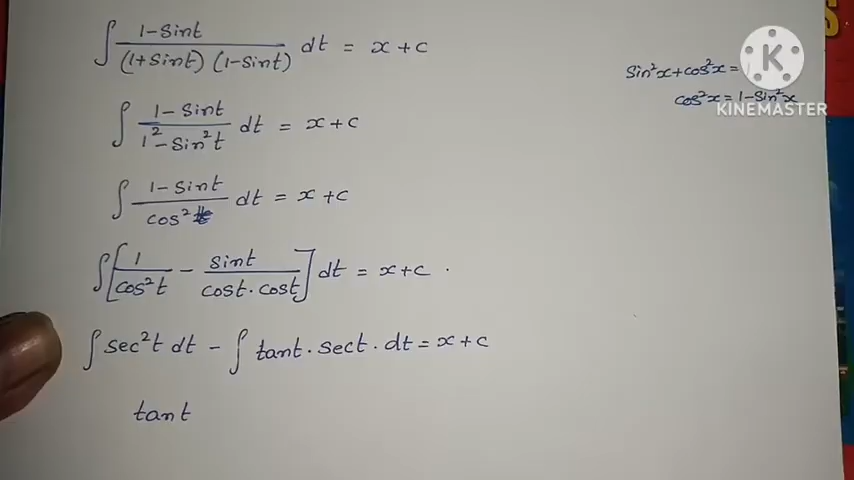 ∫ 1-sint / (1+sint) (1-sint) dt = x+c
sin²x+cos²x=
cos²x = 1-sin²x
KINEMASTER
∫ 1-sint / 1²-sin²t dt = x+c
∫ 1-sint / cos²t dt = x+c
∫[1/cos²t - sint/cost.cost] dt = x+c .
∫ sec²t dt - ∫ tant. sect. dt = x+c
tan t